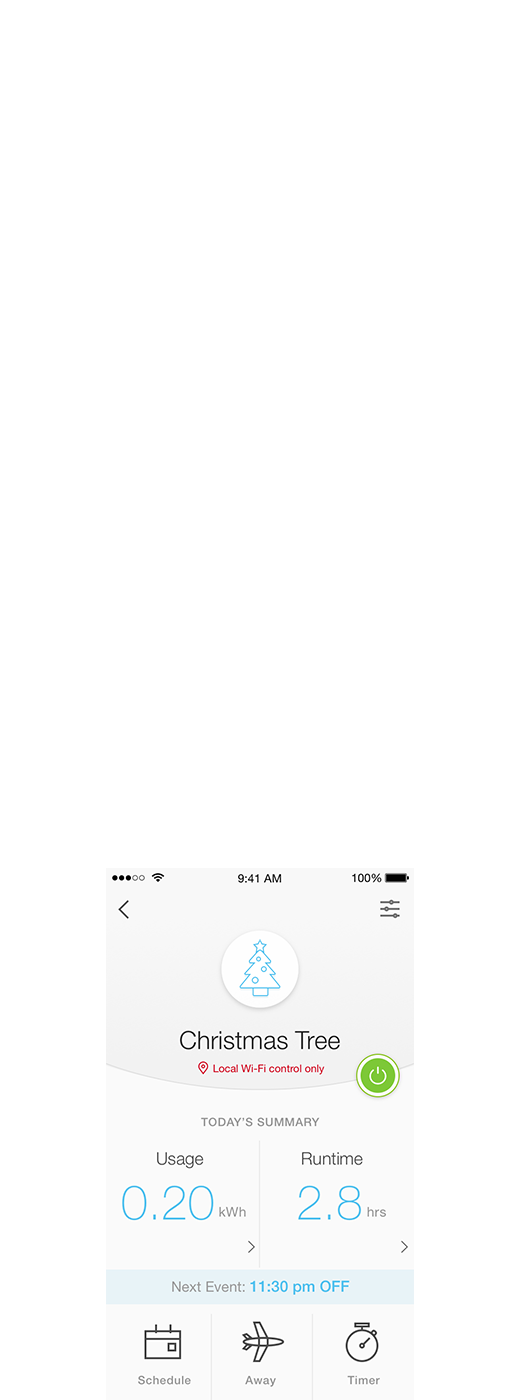 9:41 AM 100%
Christmas Tree
Local Wi-Fi control only
TODAY'S SUMMARY
Usage Runtime
0.20 kWh 2.8 hrs
Next Event: 11:30 pm OFF
Schedule Away Timer